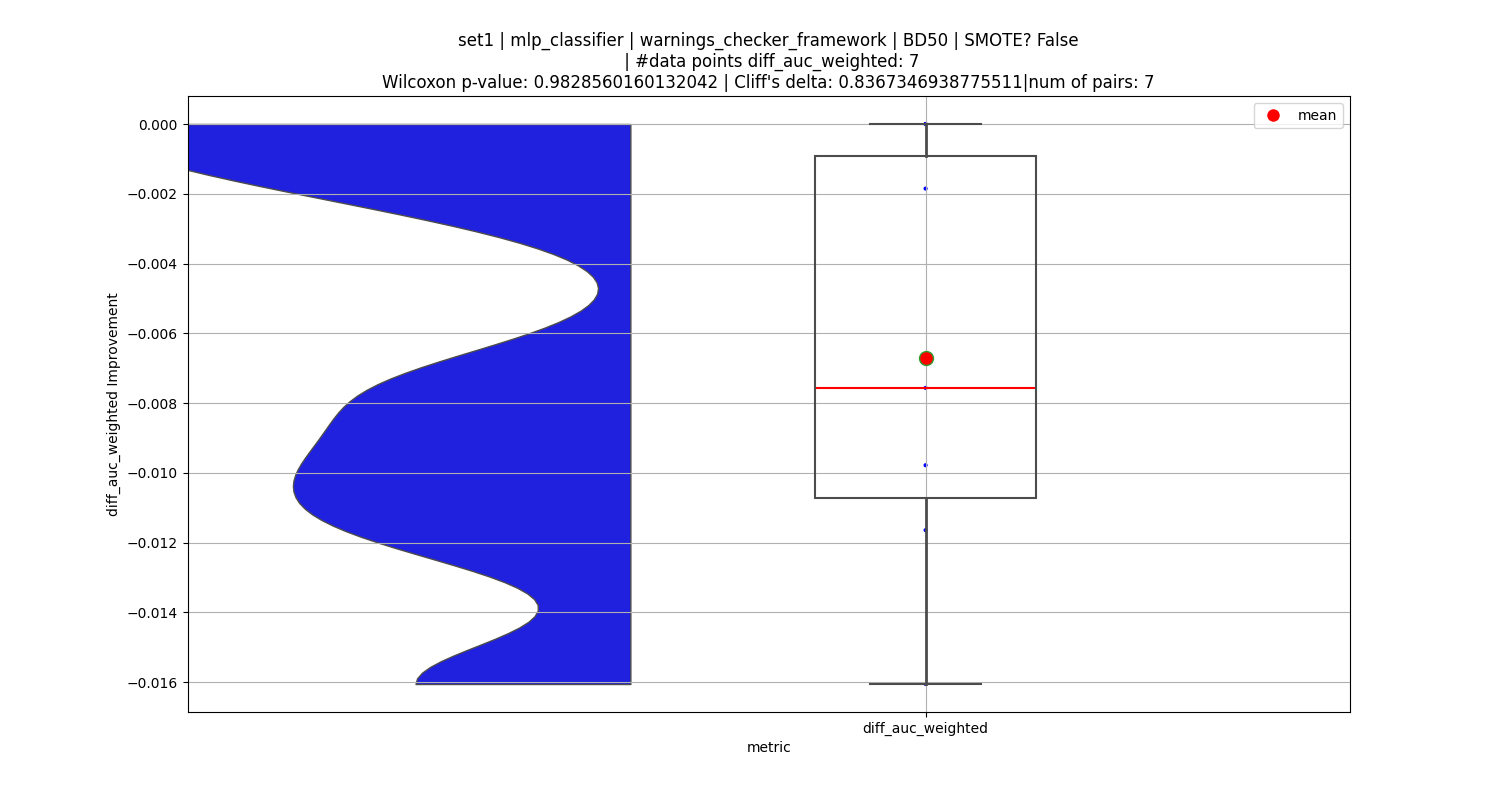 set1 | mlp_classifier | warnings_checker_framework | BD50 | SMOTE? False
| #data points diff_auc_weighted: 7
Wilcoxon p-value: 0.9828560160132042 | Cliff's delta: 0.8367346938775511|num of pairs: 7
mean
0.000
−0.002
−0.004
−0.006
−0.008
−0.010
−0.012
−0.014
−0.016
diff_auc_weighted Improvement
diff_auc_weighted
metric